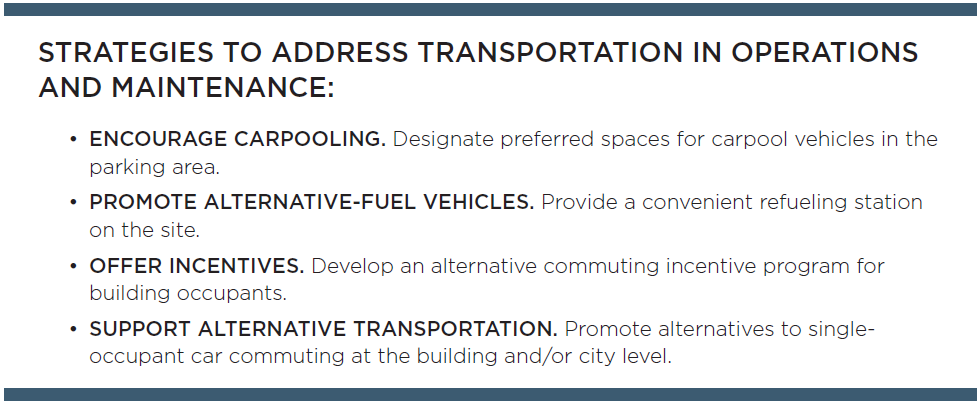 STRATEGIES TO ADDRESS TRANSPORTATION IN OPERATIONS
AND MAINTENANCE:
• ENCOURAGE CARPOOLING. Designate preferred spaces for carpool vehicles in the
parking area.
• PROMOTE ALTERNATIVE-FUEL VEHICLES. Provide a convenient refueling station
on the site.
• OFFER INCENTIVES. Develop an alternative commuting incentive program for
building occupants.
• SUPPORT ALTERNATIVE TRANSPORTATION. Promote alternatives to single-
occupant car commuting at the building and/or city level.